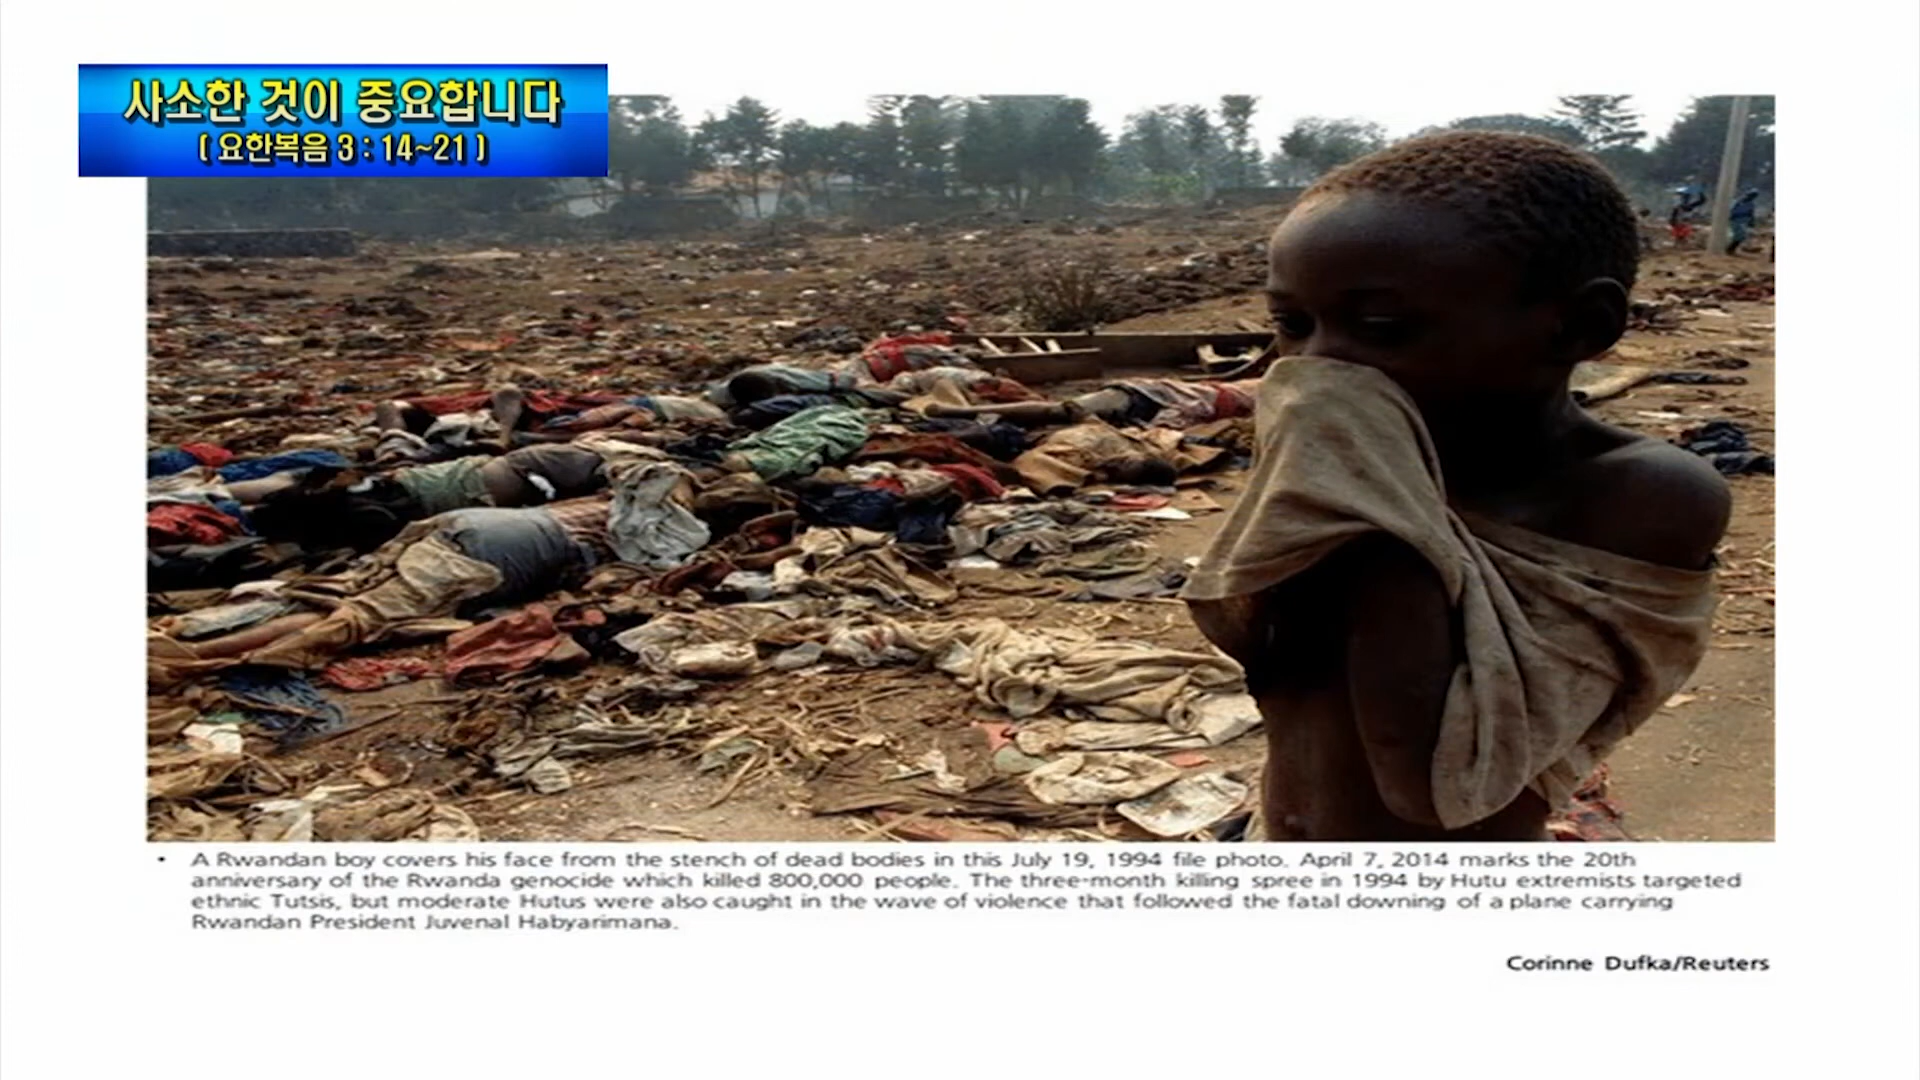 사소한 것이 중요합니다
( 요한복음 3 : 14~21 )
• A Rwandan boy covers his face from the stench of dead bodies in this July 19, 1994 file photo. April 7, 2014 marks the 20th
anniversary of the Rwanda genocide which killed 800,000 people. The three-month killing spree in 1994 by Hutu extremists targeted
ethnic Tutsis, but moderate Hutus were also caught in the wave of violence that followed the fatal downing of a plane carrying
Rwandan President Juvenal Habyarimana.
Corinne Dufka/Reuters